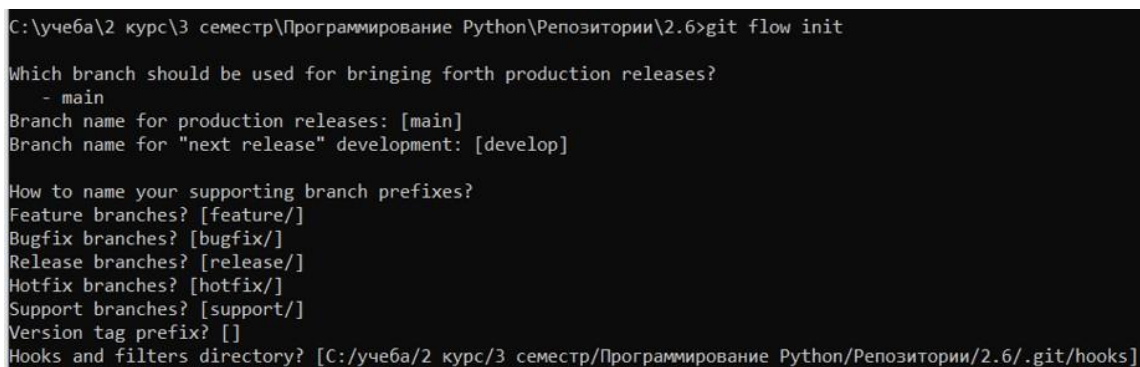 C:\учеба\2 курс\3 семестр\Программирование Python\Репозитории\2.6>git flow init
Which branch should be used for bringing forth production releases?
- main
Branch name for production releases: [main]
Branch name for "next release" development: [develop]
How to name your supporting branch prefixes?
Feature branches? [feature/]
Bugfix branches? [bugfix/]
Release branches? [release/]
Hotfix branches? [hotfix/]
Support branches? [support/]
Version tag prefix? []
Hooks and filters directory? [C:/учеба/2 курс/3 семестр/Программирование Python/Репозитории/2.6/.git/hooks]